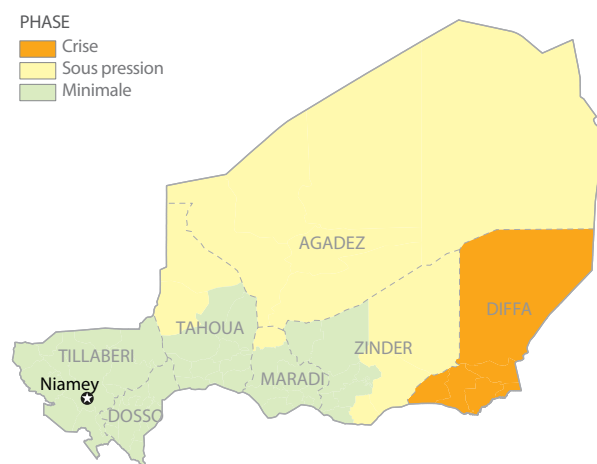 PHASE
Crise
Sous pression
Minimale
AGADEZ
DIFFA
TAHOUA
ZINDER
TILLABERI
MARADI
Niamey
DOSSO